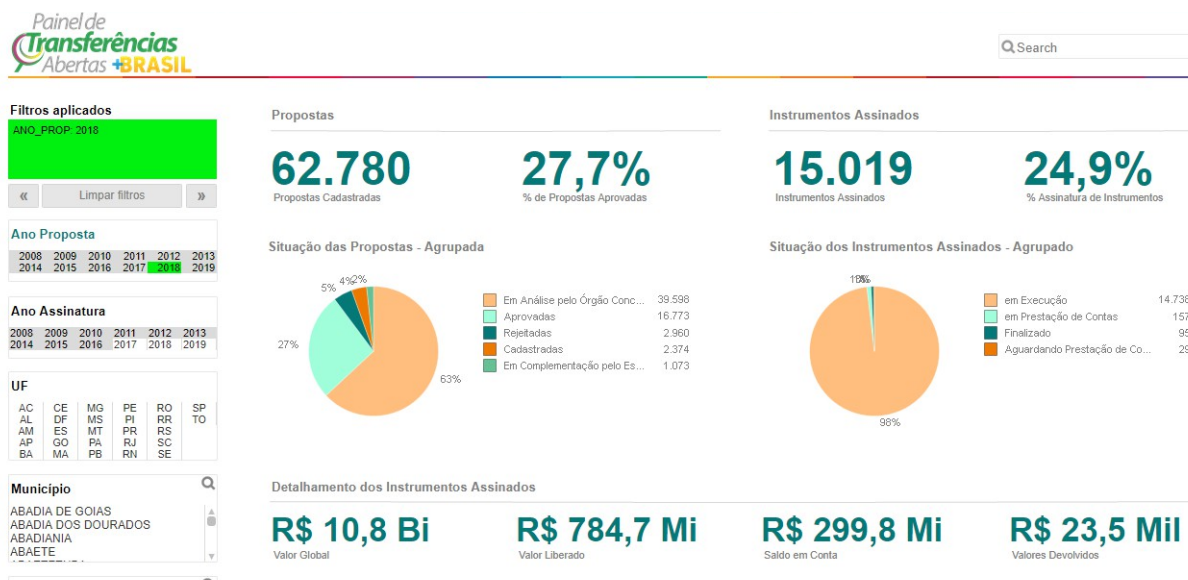 Painel de
Transferências
Abertas +BRASIL
Search
Filtros aplicados
ANO_PROP: 2018
« Limpar filtros »
Ano Proposta
2008 2009 2010 2011 2012 2013
2014 2015 2016 2017 2018 2019
Ano Assinatura
2008 2009 2010 2011 2012 2013
2014 2015 2016 2017 2018 2019
UF
AC CE MG PE RO SP
AL DF MS PI RR TO
AM ES MT PR RS
AP GO PA RJ SC
BA MA PB RN SE
Município
ABADIA DE GOIAS
ABADIA DOS DOURADOS
ABADIANIA
ABAETE
Propostas
62.780 27,7%
Propostas Cadastradas % de Propostas Aprovadas
Instrumentos Assinados
15.019 24,9%
Instrumentos Assinados % Assinatura de Instrumentos
Situação das Propostas - Agrupada
5% 4% 2%
27%
63%
Em Análise pelo Órgão Conc... 39.598
Aprovadas 16.773
Rejeitadas 2.960
Cadastradas 2.374
Em Complementação pelo Es... 1.073
Situação dos Instrumentos Assinados - Agrupado
98%
em Execução 14.738
em Prestação de Contas 157
Finalizado 95
Aguardando Prestação de Co... 29
Detalhamento dos Instrumentos Assinados
R$ 10,8 Bi R$ 784,7 Mi R$ 299,8 Mi R$ 23,5 Mil
Valor Global Valor Liberado Saldo em Conta Valores Devolvidos